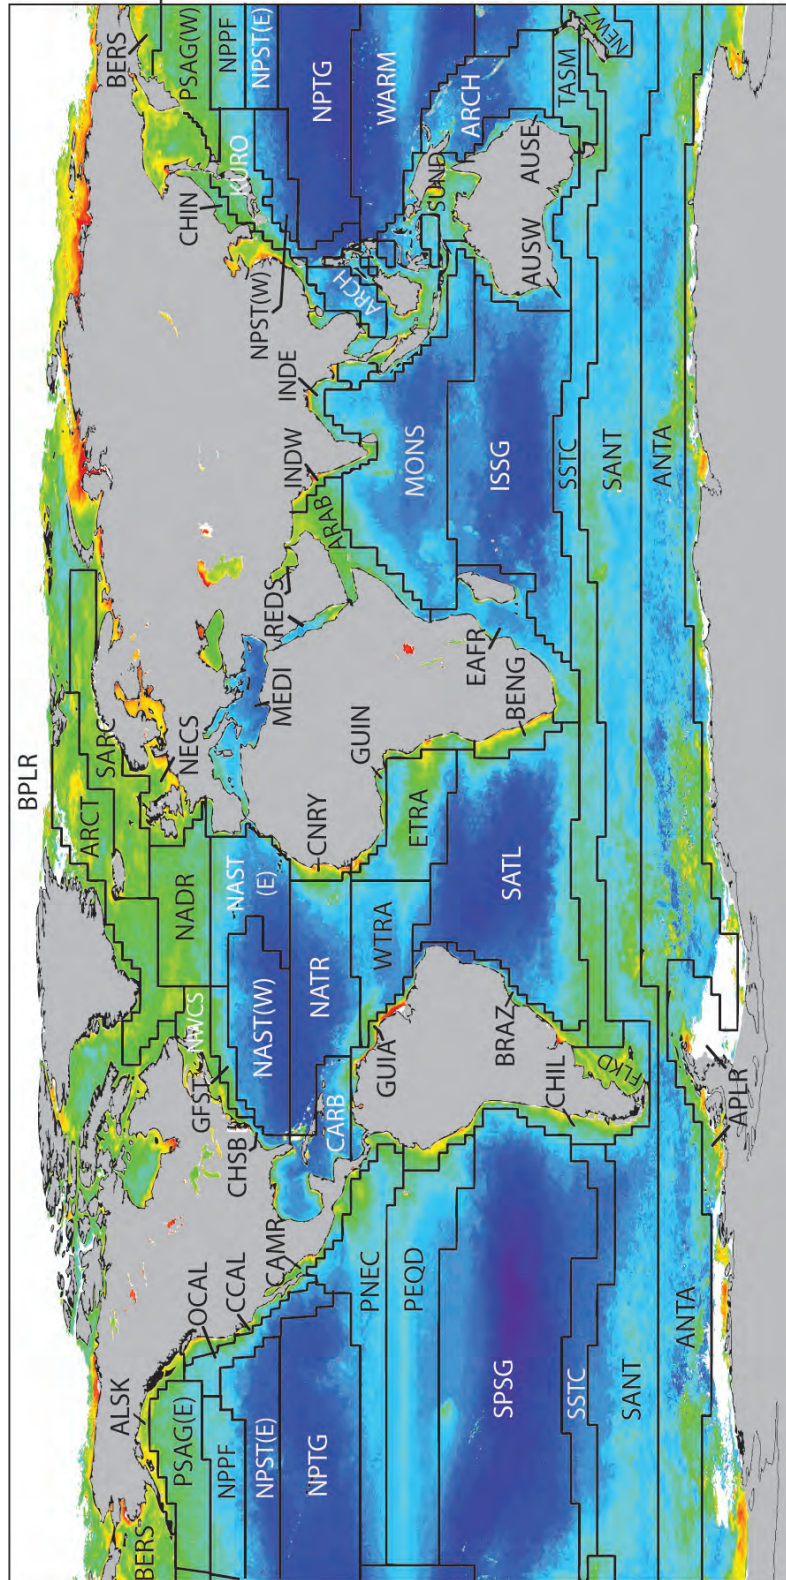 BPLR
ALSK
BERS
ARCT
SARC
BERS
PSAG(E)
NADR
NECS
PSAG(W)
OCAL
NWCS
CHIN
NPPF
GFST
NAST
(E)
NPPF
CCAL
CHSB
MEDI
KURO
NPST(E)
NAST(W)
REDS
NPST(W)
NPST(E)
CAMR
CNRY
INDE
NPTG
NATR
INDW
NPTG
CARB
GUIN
ARAB
ARCH
PNEC
GUIA
WTRA
ETRA
WARM
PEQD
MONS
SUND
ARCH
SPSG
BRAZ
SATL
EAFR
ISSG
BENG
AUSW
AUSE
CHIL
SSTC
SSTC
TASM
FLKD
SANT
SANT
NEWZ
ANTA
ANTA
APLR